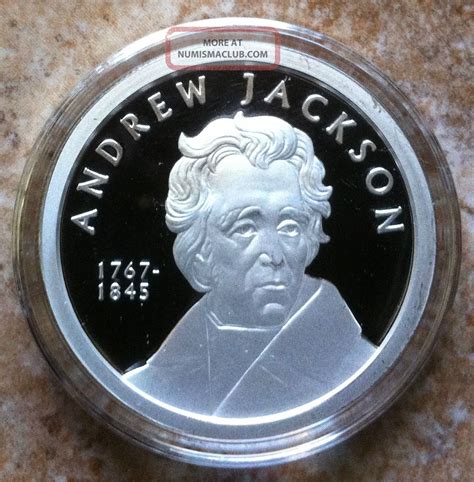 MORE AT
NUMISMACLUB.COM
ANDREW JACKSON
1767-
1845